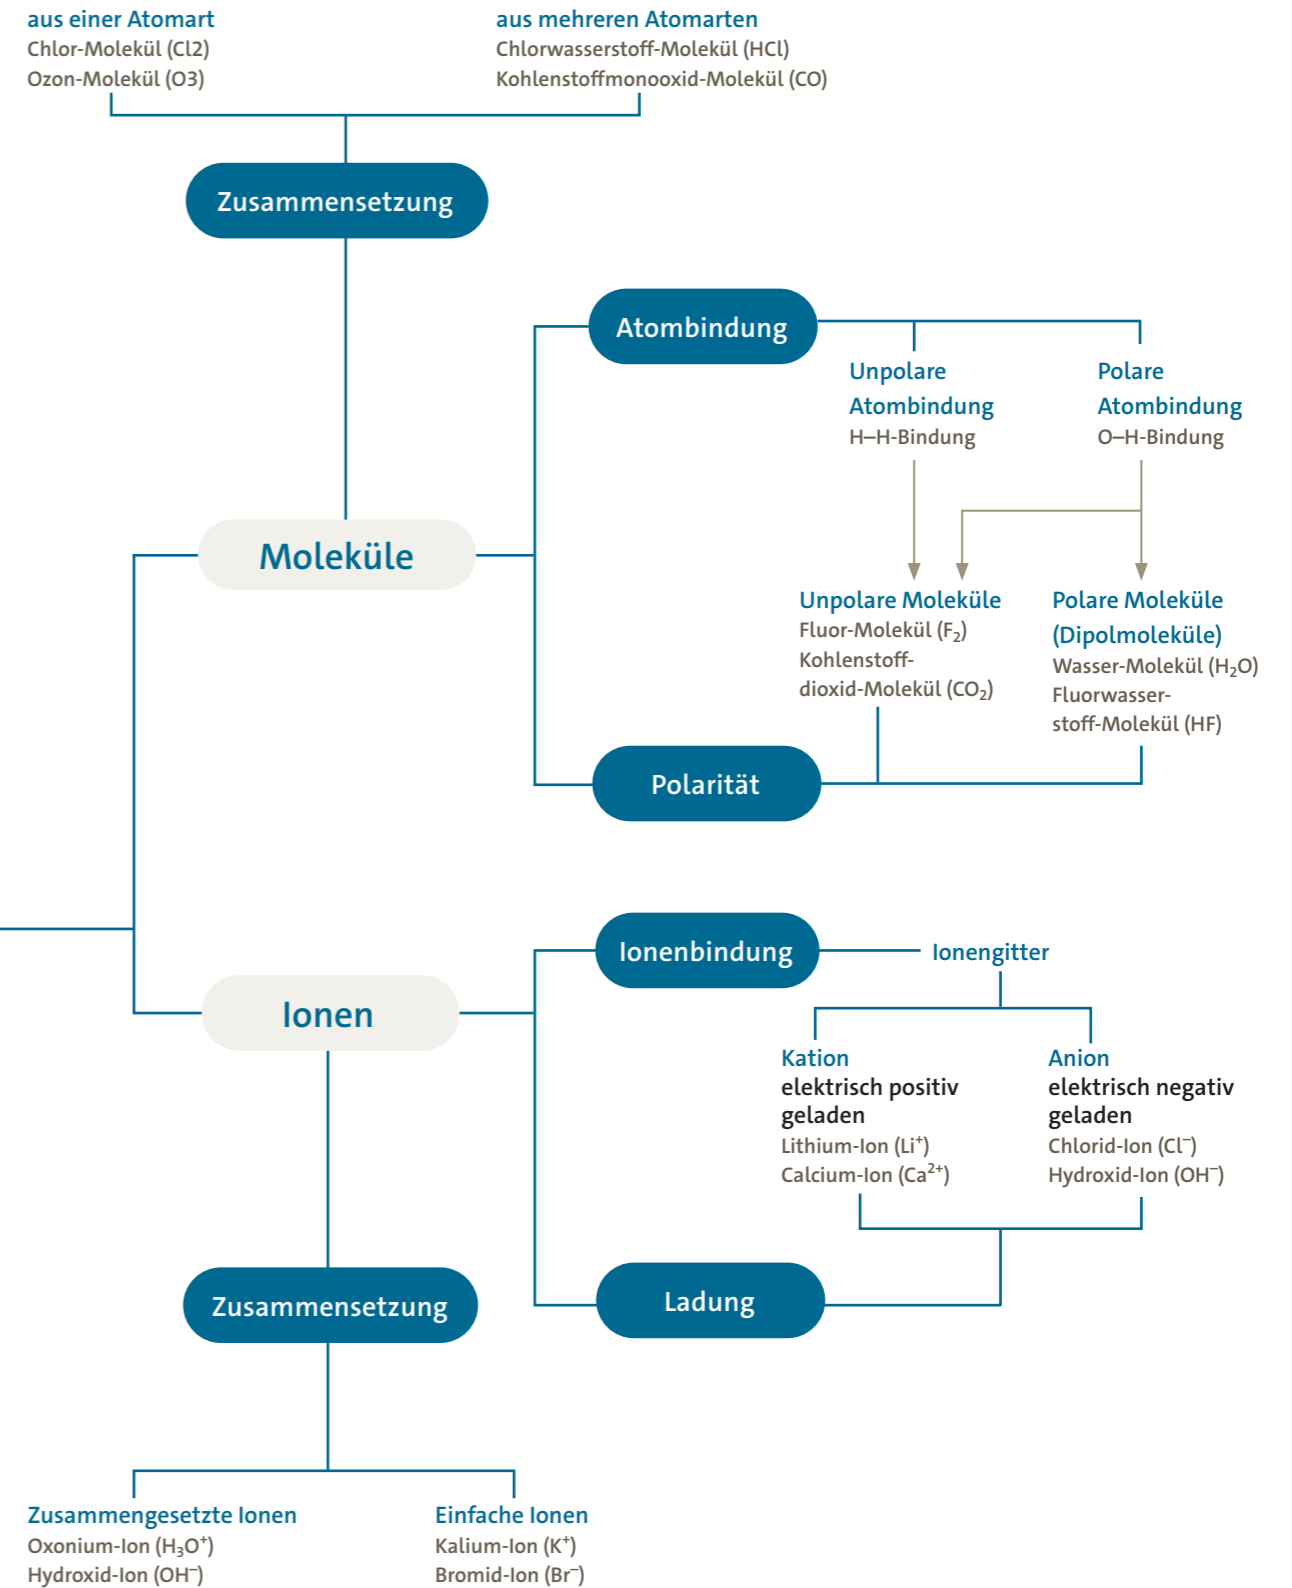 aus einer Atomart
Chlor-Molekül (Cl2)
Ozon-Molekül (O3)
aus mehreren Atomarten
Chlorwasserstoff-Molekül (HCl)
Kohlenstoffmonooxid-Molekül (CO)
Zusammensetzung
Atombindung
Unpolare
Atombindung
H–H-Bindung
Polare
Atombindung
O–H-Bindung
Moleküle
Unpolare Moleküle
Fluor-Molekül (F₂)
Kohlenstoff-
dioxid-Molekül (CO₂)
Polare Moleküle
(Dipolmoleküle)
Wasser-Molekül (H₂O)
Fluorwasser-
stoff-Molekül (HF)
Polarität
Ionenbindung
Ionengitter
Ionen
Kation
elektrisch positiv
geladen
Lithium-Ion (Li⁺)
Calcium-Ion (Ca²⁺)
Anion
elektrisch negativ
geladen
Chlorid-Ion (Cl⁻)
Hydroxid-Ion (OH⁻)
Ladung
Zusammensetzung
Zusammengesetzte Ionen
Oxonium-Ion (H₃O⁺)
Hydroxid-Ion (OH⁻)
Einfache Ionen
Kalium-Ion (K⁺)
Bromid-Ion (Br⁻)